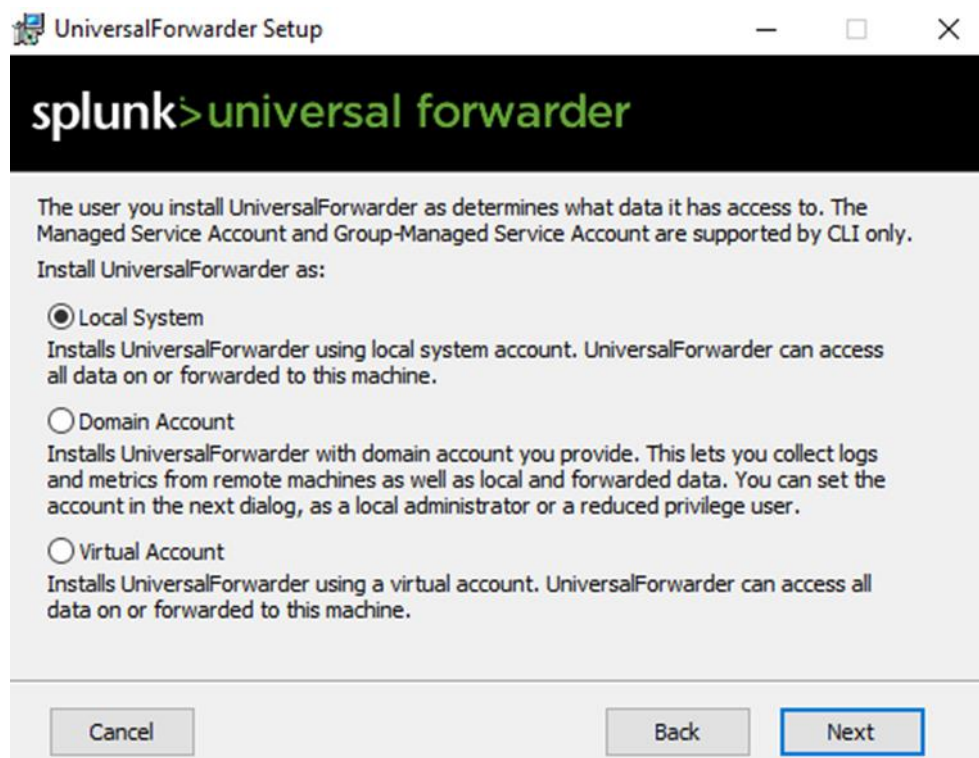 UniversalForwarder Setup
splunk>universal forwarder
The user you install UniversalForwarder as determines what data it has access to. The
Managed Service Account and Group-Managed Service Account are supported by CLI only.
Install UniversalForwarder as:
Local System
Installs UniversalForwarder using local system account. UniversalForwarder can access
all data on or forwarded to this machine.
Domain Account
Installs UniversalForwarder with domain account you provide. This lets you collect logs
and metrics from remote machines as well as local and forwarded data. You can set the
account in the next dialog, as a local administrator or a reduced privilege user.
Virtual Account
Installs UniversalForwarder using a virtual account. UniversalForwarder can access all
data on or forwarded to this machine.
Cancel Back Next